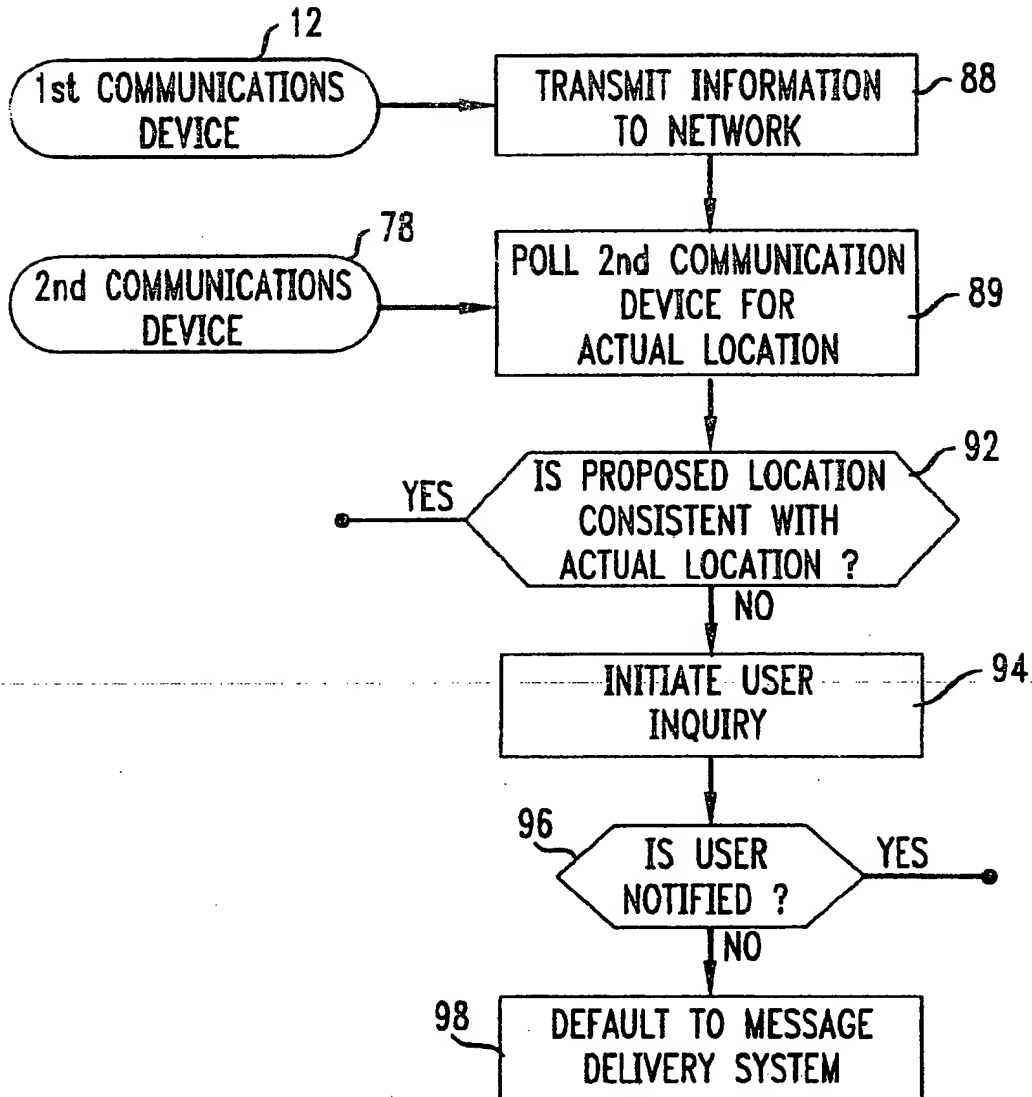 12
1st COMMUNICATIONS
DEVICE
TRANSMIT INFORMATION
TO NETWORK
88
78
2nd COMMUNICATIONS
DEVICE
POLL 2nd COMMUNICATION
DEVICE FOR
ACTUAL LOCATION
89
92
YES
IS PROPOSED LOCATION
CONSISTENT WITH
ACTUAL LOCATION ?
NO
INITIATE USER
INQUIRY
94
96
IS USER
NOTIFIED ?
YES
NO
98
DEFAULT TO MESSAGE
DELIVERY SYSTEM